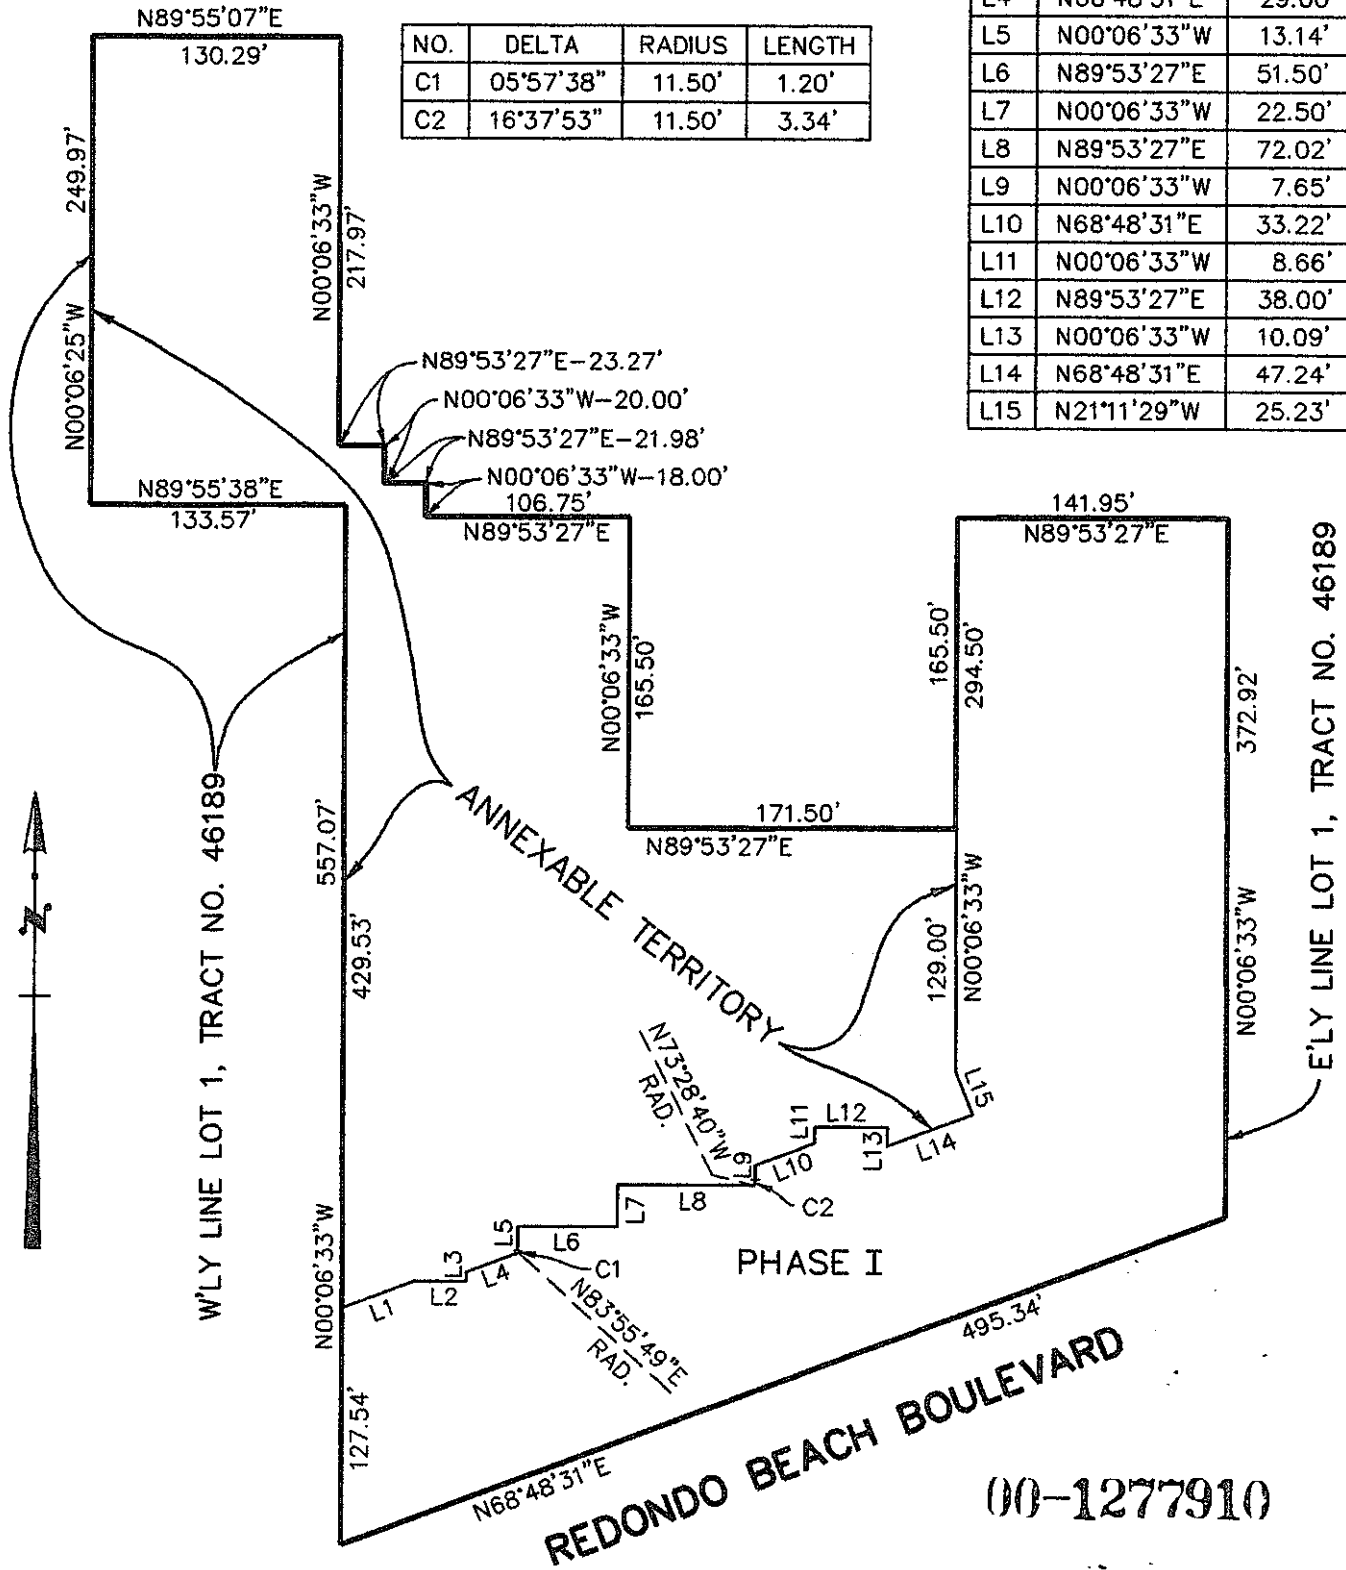 N89°55'07"E
130.29'
NO. DELTA RADIUS LENGTH
C1 05°57'38" 11.50' 1.20'
C2 16°37'53" 11.50' 3.34'
L5 N00°06'33"W 13.14'
L6 N89°53'27"E 51.50'
L7 N00°06'33"W 22.50'
L8 N89°53'27"E 72.02'
L9 N00°06'33"W 7.65'
L10 N68°48'31"E 33.22'
L11 N00°06'33"W 8.66'
L12 N89°53'27"E 38.00'
L13 N00°06'33"W 10.09'
L14 N68°48'31"E 47.24'
L15 N21°11'29"W 25.23'
249.97'
N00°06'25"W
N00°06'33"W
217.97'
N89°53'27"E-23.27'
N00°06'33"W-20.00'
N89°53'27"E-21.98'
N00°06'33"W-18.00'
106.75'
N89°53'27"E
N89°55'38"E
133.57'
141.95'
N89°53'27"E
N00°06'33"W
165.50'
165.50'
294.50'
372.92'
N00°06'33"W
E'LY LINE LOT 1, TRACT NO. 46189
W'LY LINE LOT 1, TRACT NO. 46189
171.50'
N89°53'27"E
557.07'
429.53'
N00°06'33"W
127.54'
129.00'
N00°06'33"W
ANNEXABLE TERRITORY
N
N73°28'40"W
RAD.
L15
L14
L13
L12
L11
L10
L9
C2
L8
L7
L6
L5
C1
L4
L3
L2
L1
N83°55'49"E
RAD.
PHASE I
495.34'
N68°48'31"E
REDONDO BEACH BOULEVARD
00-1277910